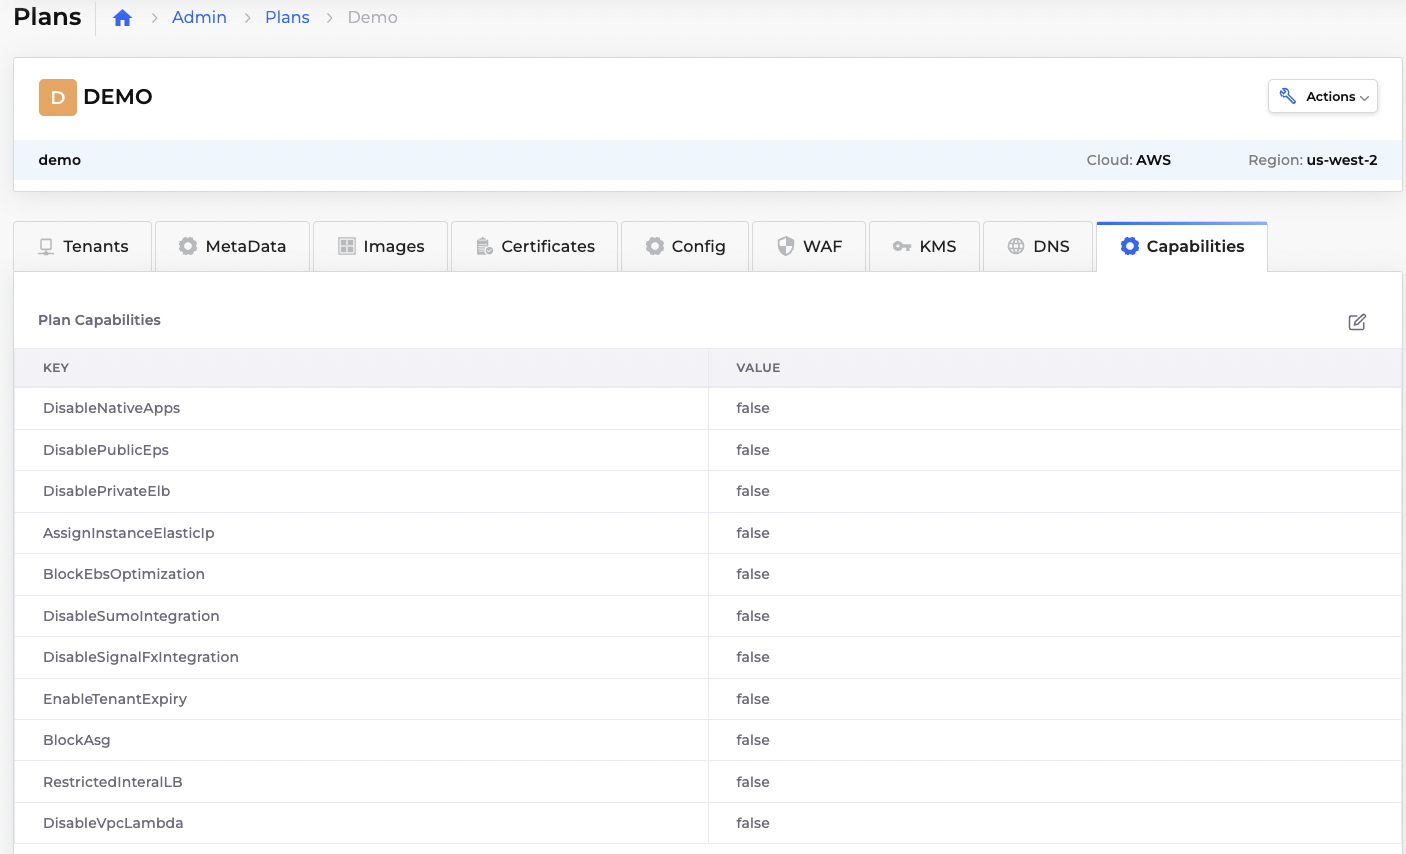 Plans Admin Plans Demo
D DEMO Actions
demo Cloud: AWS Region: us-west-2
Tenants MetaData Images Certificates Config WAF KMS DNS Capabilities
Plan Capabilities
KEY VALUE
DisableNativeApps false
DisablePublicEps false
DisablePrivateElb false
AssignInstanceElasticIp false
BlockEbsOptimization false
DisableSumoIntegration false
DisableSignalFxIntegration false
EnableTenantExpiry false
BlockAsg false
RestrictedInteralLB false
DisableVpcLambda false